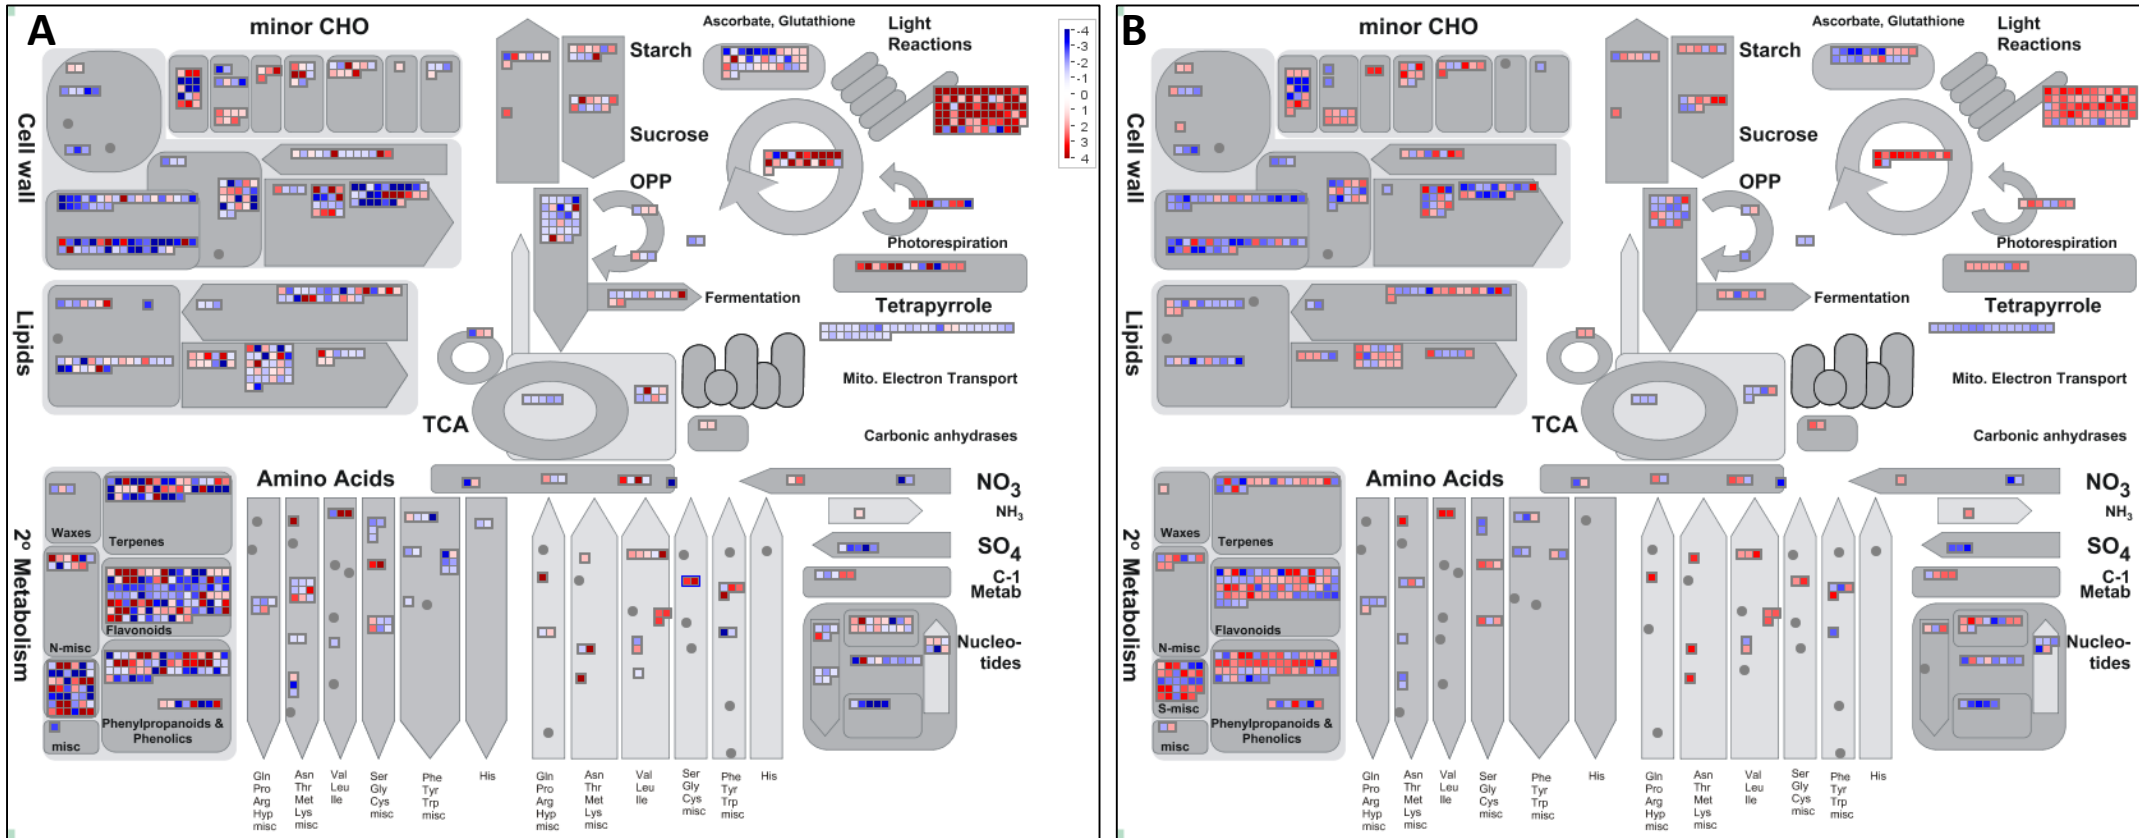 A
minor CHO
Ascorbate, Glutathione
Light
Reactions
-4
-3
-2
-1
0
1
2
3
4
Starch
Sucrose
OPP
Cell wall
Photorespiration
Tetrapyrrole
Fermentation
Lipids
Mito. Electron Transport
TCA
Carbonic anhydrases
Amino Acids
NO3
NH3
SO4
C-1
Metab
Nucleo-
tides
2º Metabolism
Waxes
Terpenes
Flavonoids
N-misc
Phenylpropanoids &
Phenolics
misc
Gln
Pro
Arg
Hyp
misc
Asn
Thr
Met
Lys
misc
Val
Leu
Ile
Ser
Gly
Cys
misc
Phe
Tyr
Trp
misc
His
Gln
Pro
Arg
Hyp
misc
Asn
Thr
Met
Lys
misc
Val
Leu
Ile
Ser
Gly
Cys
misc
Phe
Tyr
Trp
misc
His
B
minor CHO
Ascorbate, Glutathione
Light
Reactions
Starch
Sucrose
OPP
Cell wall
Photorespiration
Tetrapyrrole
Fermentation
Lipids
Mito. Electron Transport
TCA
Carbonic anhydrases
Amino Acids
NO3
NH3
SO4
C-1
Metab
Nucleo-
tides
2º Metabolism
Waxes
Terpenes
Flavonoids
N-misc
S-misc
Phenylpropanoids &
Phenolics
misc
Gln
Pro
Arg
Hyp
misc
Asn
Thr
Met
Lys
misc
Val
Leu
Ile
Ser
Gly
Cys
misc
Phe
Tyr
Trp
misc
His
Gln
Pro
Arg
Hyp
misc
Asn
Thr
Met
Lys
misc
Val
Leu
Ile
Ser
Gly
Cys
misc
Phe
Tyr
Trp
misc
His